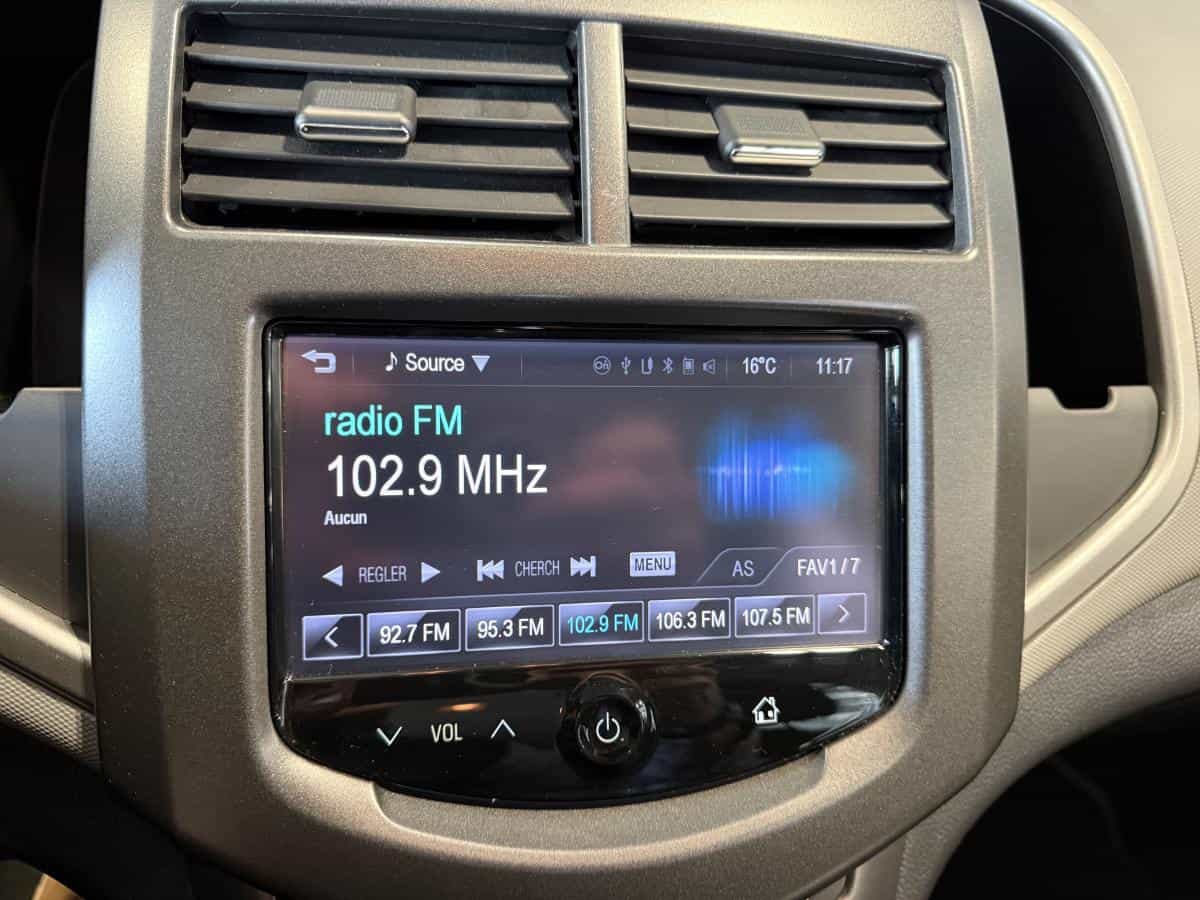 Source 16°C 11:17
radio FM
102.9 MHz
Aucun
REGLER CHERCH MENU AS FAV1 / 7
92.7 FM 95.3 FM 102.9 FM 106.3 FM 107.5 FM
VOL